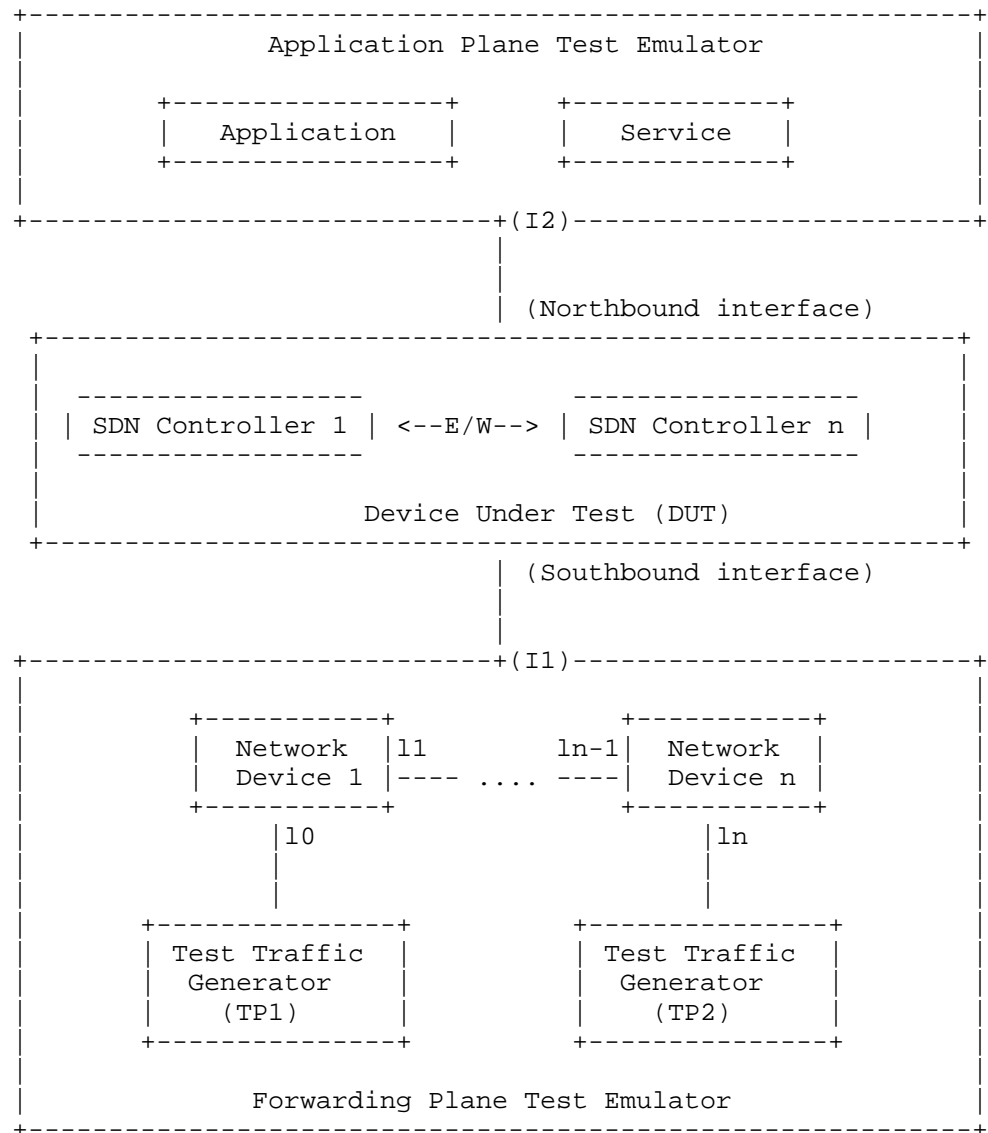 Application Plane Test Emulator
Application Service
(I2)
(Northbound interface)
SDN Controller 1 <--E/W--> SDN Controller n
Device Under Test (DUT)
(Southbound interface)
(I1)
Network l1 ln-1 Network
Device 1 .... Device n
l0 ln
Test Traffic Test Traffic
Generator Generator
(TP1) (TP2)
Forwarding Plane Test Emulator